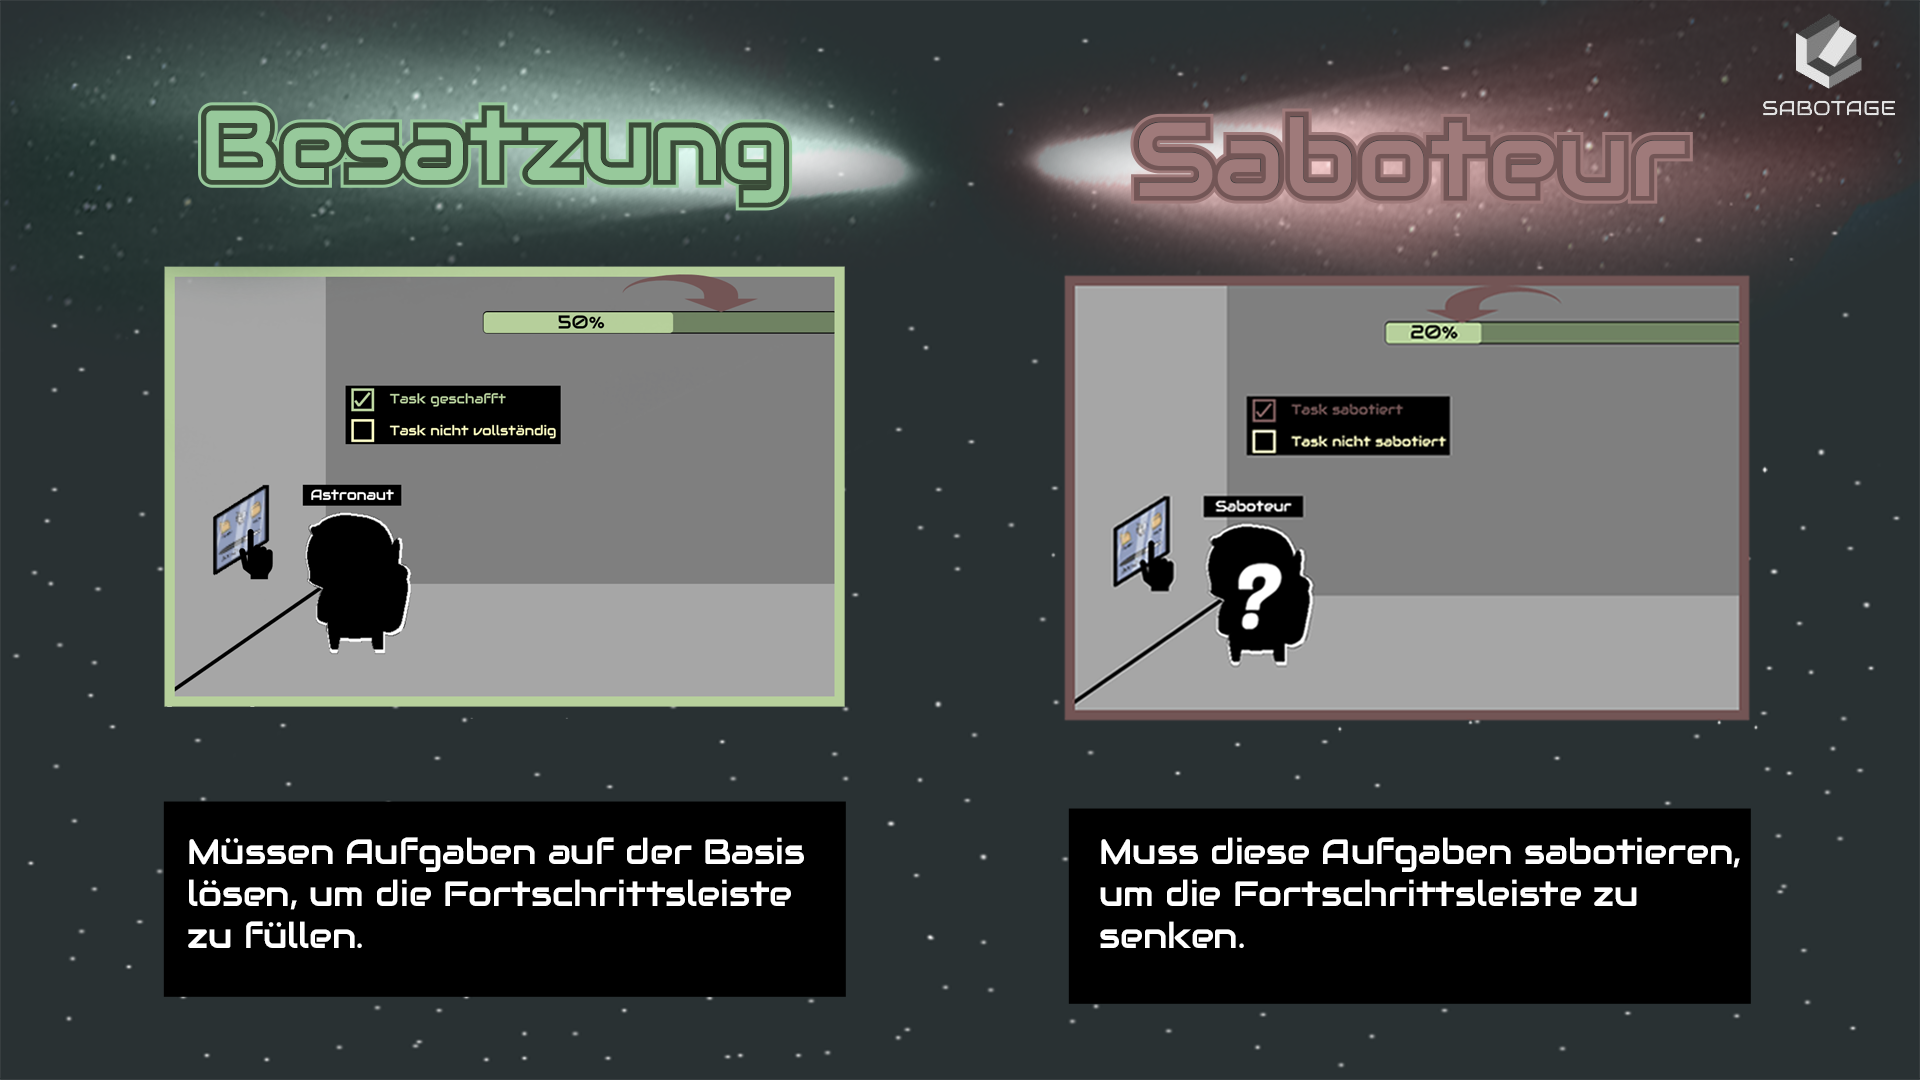 SABOTAGE
Besatzung
50%
Task geschafft
Task nicht vollständig
Astronaut
Müssen Aufgaben auf der Basis
lösen, um die Fortschrittsleiste
zu füllen.
Saboteur
20%
Task sabotiert
Task nicht sabotiert
Saboteur
?
Muss diese Aufgaben sabotieren,
um die Fortschrittsleiste zu
senken.